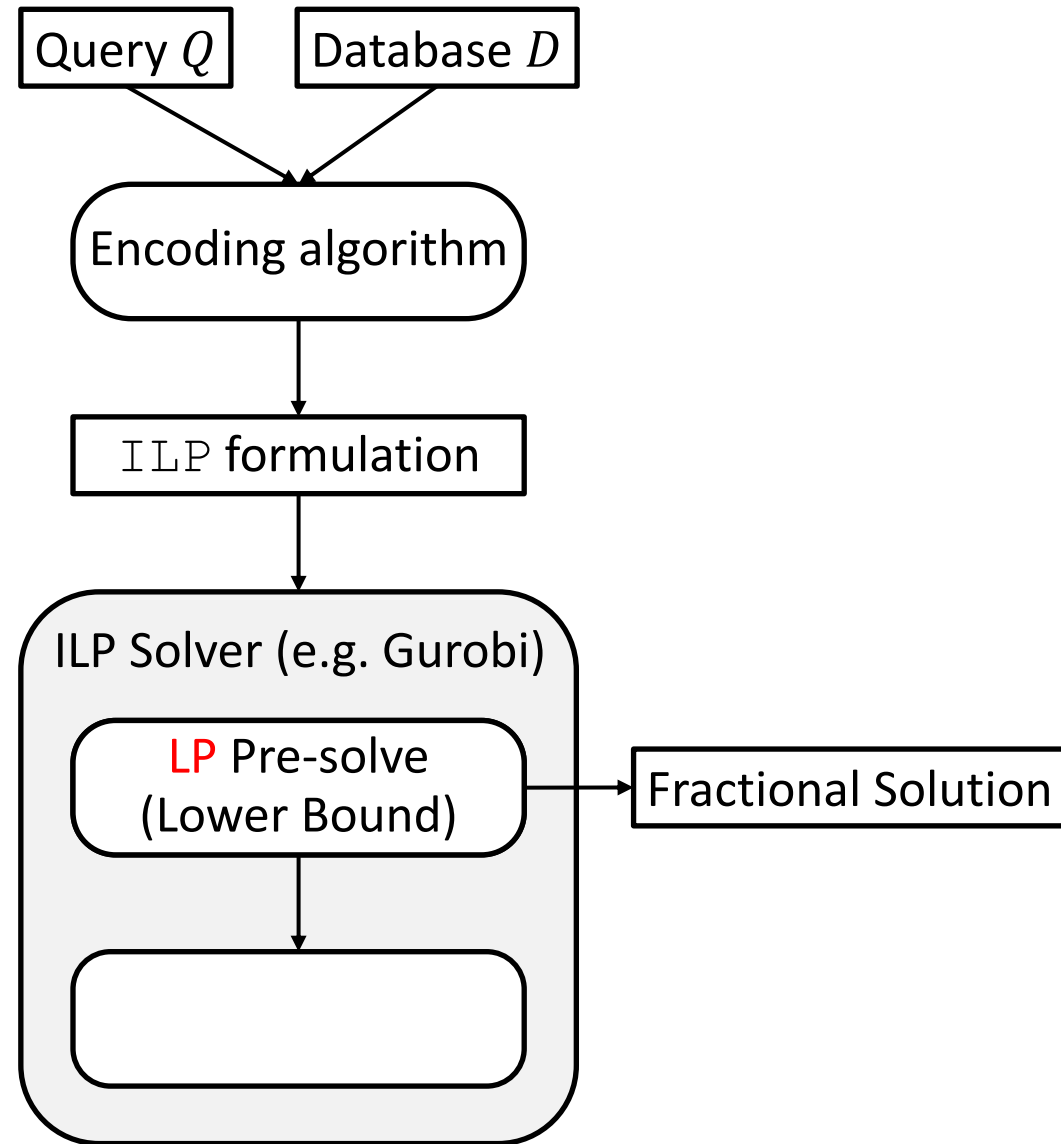 Query Q
Database D
Encoding algorithm
ILP formulation
ILP Solver (e.g. Gurobi)
LP Pre-solve
(Lower Bound)
Fractional Solution